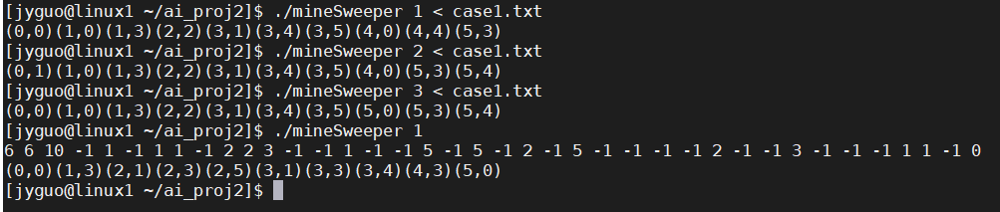 [jyguo@linux1 ~/ai_proj2]$ ./mineSweeper 1 < case1.txt
(0,0)(1,0)(1,3)(2,2)(3,1)(3,4)(3,5)(4,0)(4,4)(5,3)
[jyguo@linux1 ~/ai_proj2]$ ./mineSweeper 2 < case1.txt
(0,1)(1,0)(1,3)(2,2)(3,1)(3,4)(3,5)(4,0)(5,3)(5,4)
[jyguo@linux1 ~/ai_proj2]$ ./mineSweeper 3 < case1.txt
(0,0)(1,0)(1,3)(2,2)(3,1)(3,4)(3,5)(5,0)(5,3)(5,4)
[jyguo@linux1 ~/ai_proj2]$ ./mineSweeper 1
6 6 10 -1 1 -1 1 1 -1 2 2 3 -1 -1 1 -1 -1 5 -1 5 -1 2 -1 5 -1 -1 -1 -1 2 -1 -1 3 -1 -1 -1 1 1 -1 0
(0,0)(1,3)(2,1)(2,3)(2,5)(3,1)(3,3)(3,4)(4,3)(5,0)
[jyguo@linux1 ~/ai_proj2]$